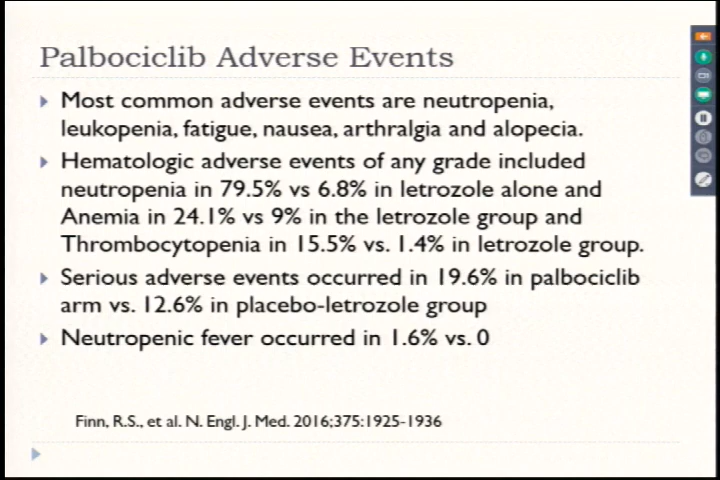 Palbociclib Adverse Events
Most common adverse events are neutropenia,
leukopenia, fatigue, nausea, arthralgia and alopecia.
Hematologic adverse events of any grade included
neutropenia in 79.5% vs 6.8% in letrozole alone and
Anemia in 24.1% vs 9% in the letrozole group and
Thrombocytopenia in 15.5% vs. 1.4% in letrozole group.
Serious adverse events occurred in 19.6% in palbociclib
arm vs. 12.6% in placebo-letrozole group
Neutropenic fever occurred in 1.6% vs. 0
Finn, R.S., et al. N. Engl. J. Med. 2016;375:1925-1936